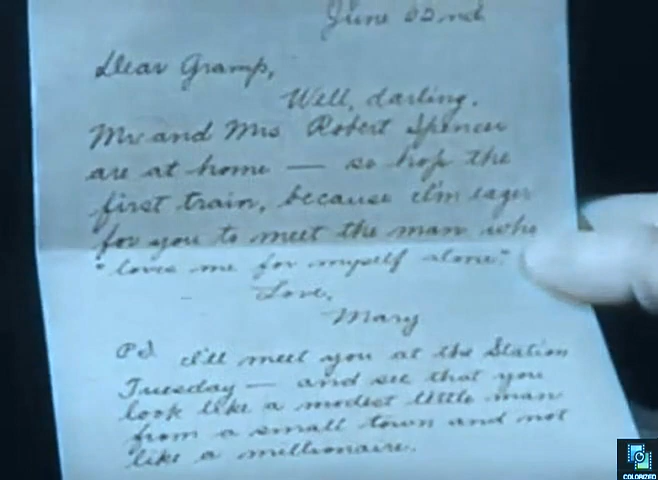 June 22nd
Dear Gramp,
Well, darling,
Mr and Mrs Robert Spencer
are at home — so hop the
first train, because I'm eager
for you to meet the man who
"loves me for myself alone."
Love,
Mary
PS I'll meet you at the Station
Tuesday — and see that you
look like a modest little man
from a small town and not
like a millionaire.
COLORIZED